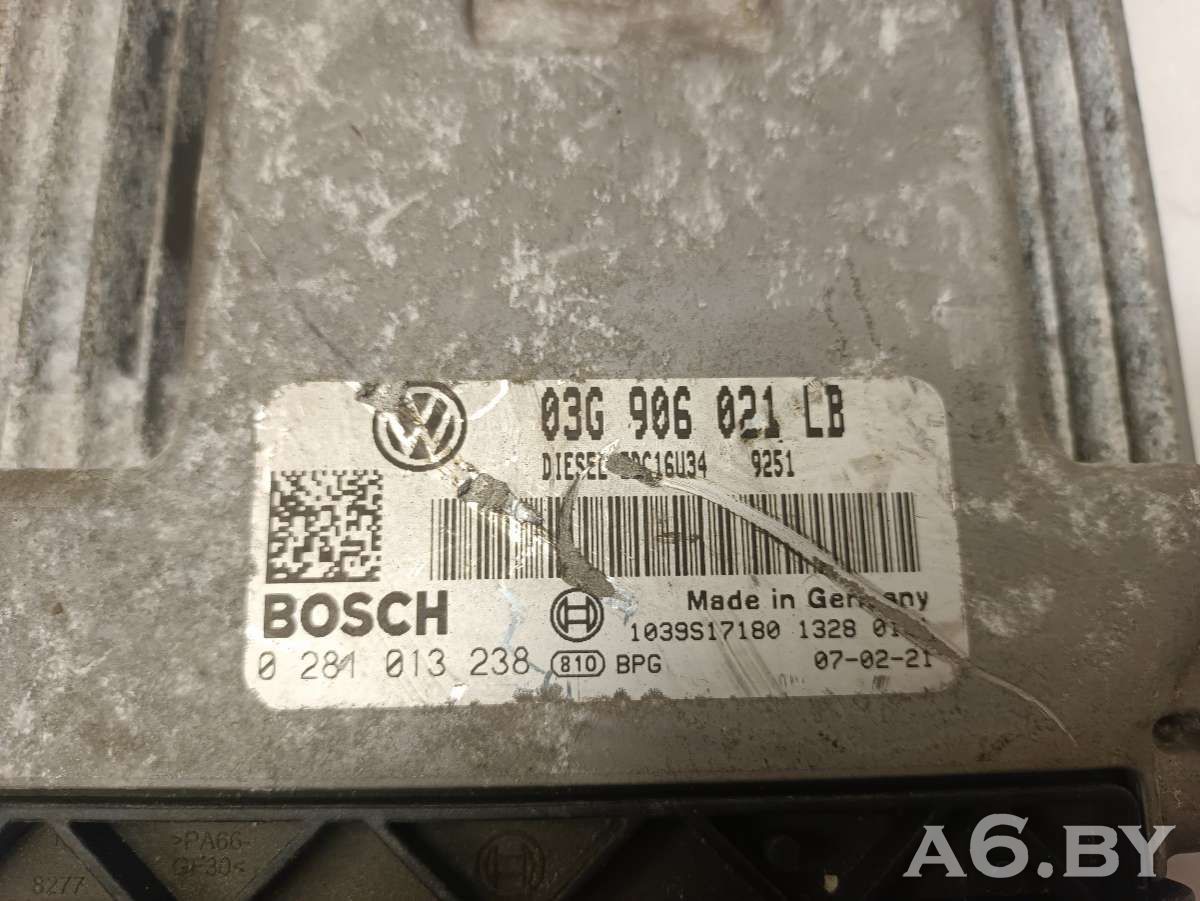 03G 906 021 LB
DIESEL 9251
BOSCH
Made in Germany
1039S17180 1328
0 281 013 238 810 BPG 07-02-21
>PA66-
GF30<
8277
A6.BY